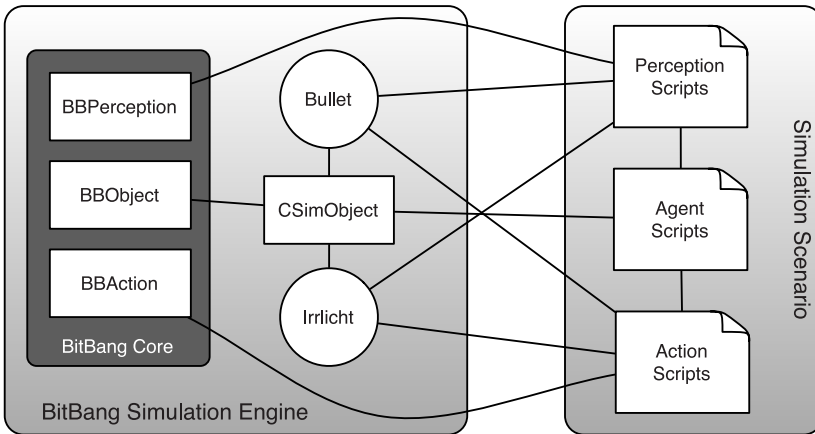 BBPerception
BBObject
BBAction
BitBang Core
Bullet
CSimObject
Irrlicht
BitBang Simulation Engine
Perception
Scripts
Agent
Scripts
Action
Scripts
Simulation Scenario